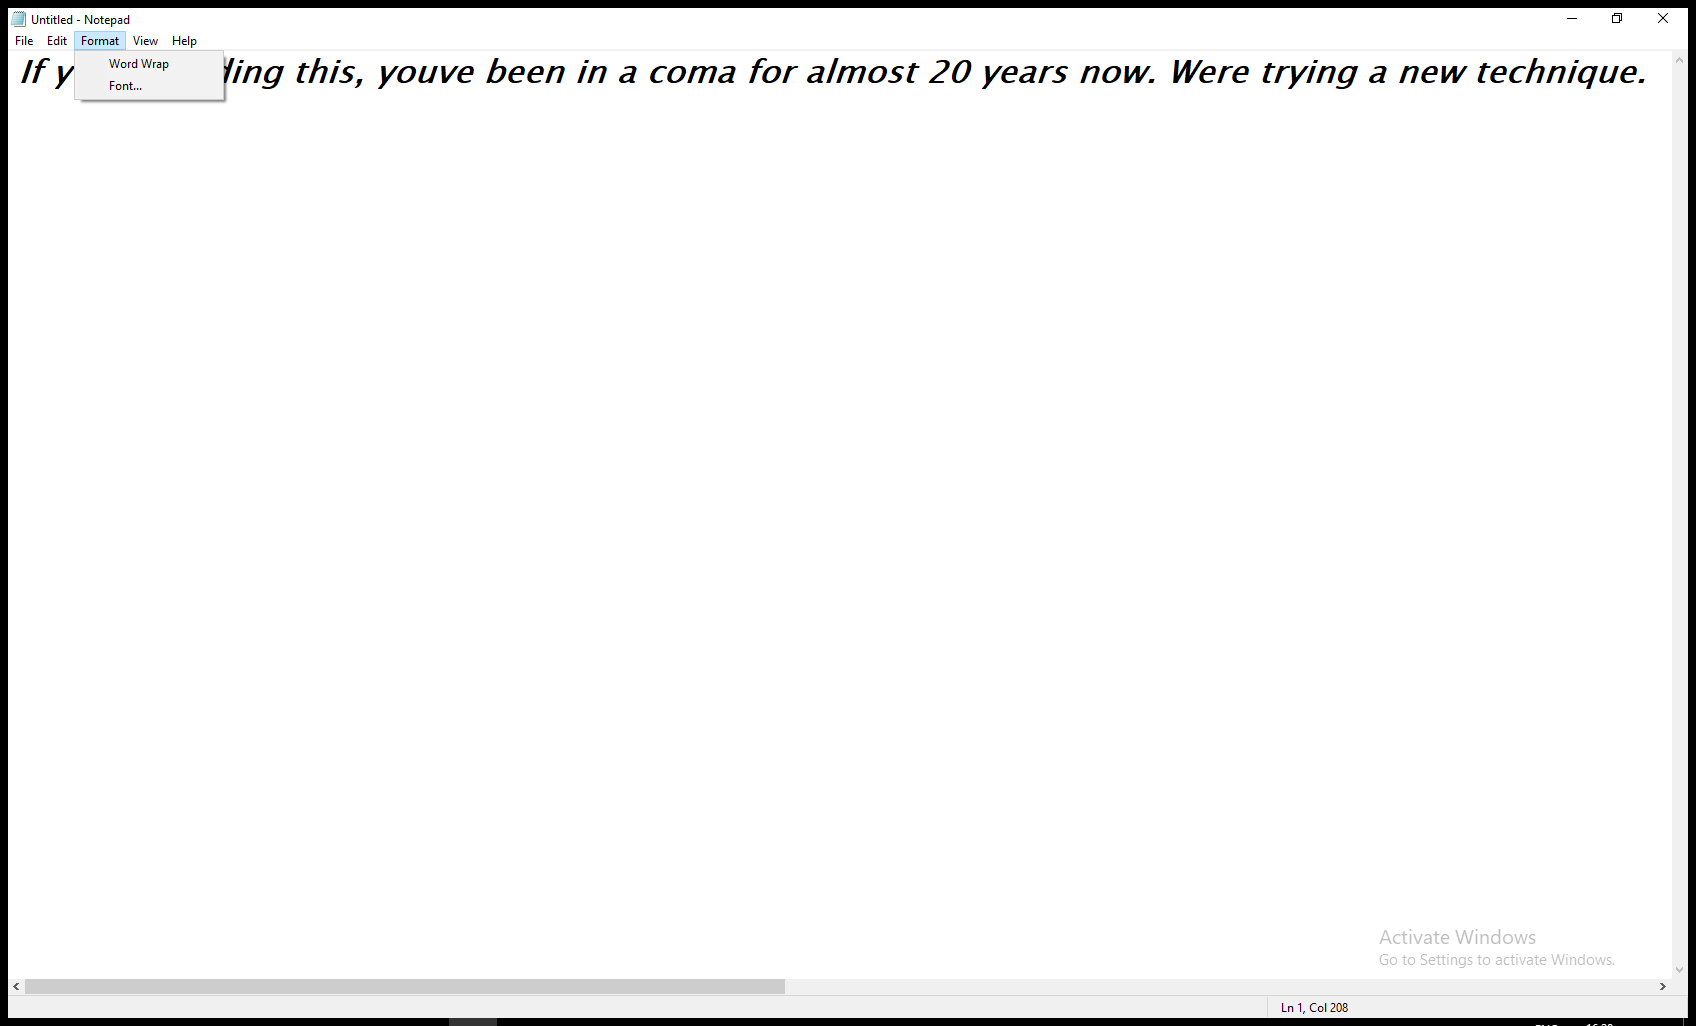 Untitled - Notepad
File Edit Format View Help
Word Wrap
Font...
If ding this, youve been in a coma for almost 20 years now. Were trying a new technique.
Activate Windows
Go to Settings to activate Windows.
Ln 1, Col 208